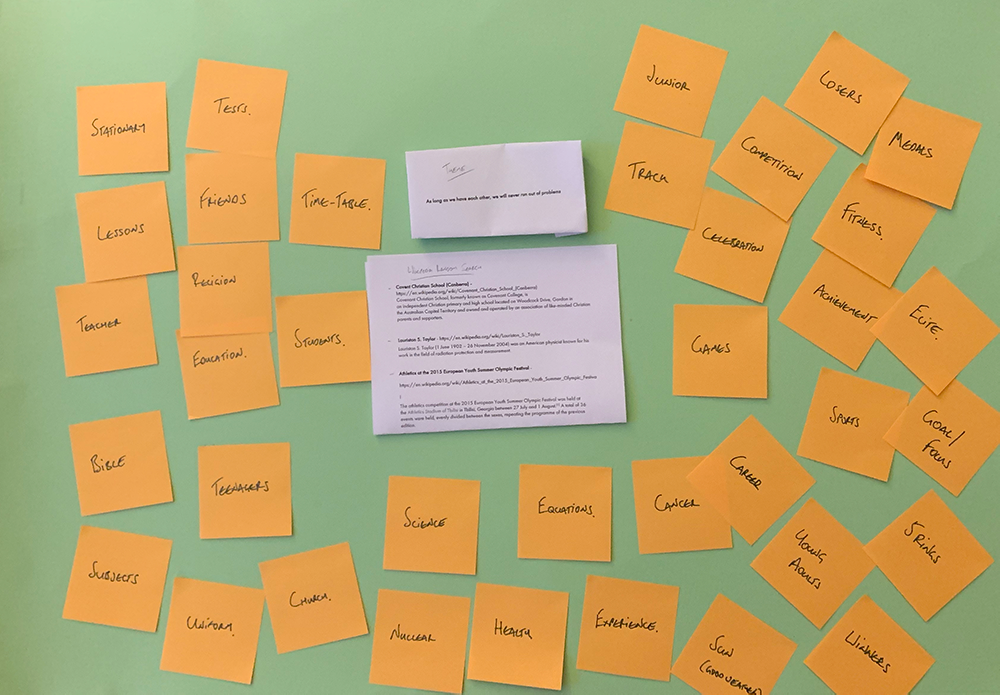 STATIONARY
TESTS.
LESSONS
FRIENDS
TIME-TABLE.
TEACHER
RELIGION
EDUCATION.
STUDENTS.
BIBLE
TEENAGERS
SUBJECTS
UNIFORM.
CHURCH.
THEME
As long as we have each other, we will never run out of problems
WIKIPEDIA RANDOM SEARCH
- Covent Christian School (Canberra) -
https://en.wikipedia.org/wiki/Covenant_Christian_School_(Canberra)
Covenant Christian School, formerly known as Covenant College, is
an independent Christian primary and high school located on Woodcock Drive, Gordon in
the Australian Capital Territory and owned and operated by an association of like-minded Christian
parents and supporters.
- Lauriston S. Taylor - https://en.wikipedia.org/wiki/Lauriston_S._Taylor
Lauriston S. Taylor (1 June 1902 – 26 November 2004) was an American physicist known for his
work in the field of radiation protection and measurement.
- Athletics at the 2015 European Youth Summer Olympic Festival -
https://en.wikipedia.org/wiki/Athletics_at_the_2015_European_Youth_Summer_Olympic_Festival
The athletics competition at the 2015 European Youth Summer Olympic Festival was held at
the Athletics Stadium of Tbilisi in Tbilisi, Georgia between 27 July and 1 August. A total of 36
events were held, evenly divided between the sexes, repeating the programme of the previous
edition.
SCIENCE
EQUATIONS.
CANCER
NUCLEAR
HEALTH
EXPERIENCE.
JUNIOR
LOSERS
MEDALS
TRACK
COMPETITION
FITNESS.
CELEBRATION
ACHIEVEMENT
ELITE.
GAMES
SPORTS
GOAL/
FOCUS
CAREER
YOUNG
ADULTS
5 RINGS
SUN
(GOOD WEATHER)
WINNERS